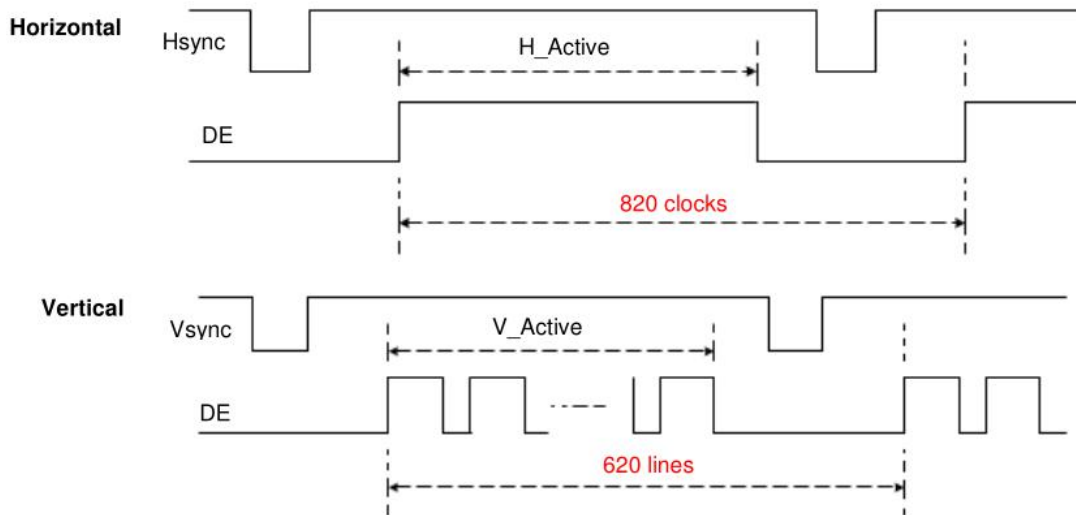 Horizontal
Hsync
H_Active
DE
820 clocks
Vertical
Vsync
V_Active
DE
620 lines